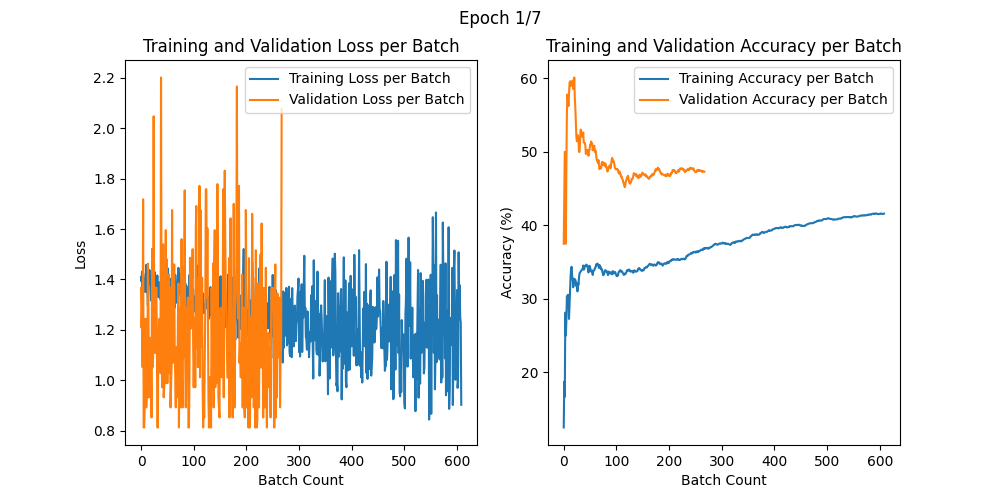 Epoch 1/7
Training and Validation Loss per Batch
Training Loss per Batch
Validation Loss per Batch
2.2
2.0
1.8
1.6
1.4
1.2
1.0
0.8
Loss
0 100 200 300 400 500 600
Batch Count
Training and Validation Accuracy per Batch
Training Accuracy per Batch
Validation Accuracy per Batch
60
50
40
30
20
Accuracy (%)
0 100 200 300 400 500 600
Batch Count